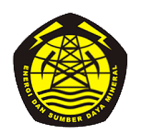 ENERGI DAN SUMBER DAYA MINERAL